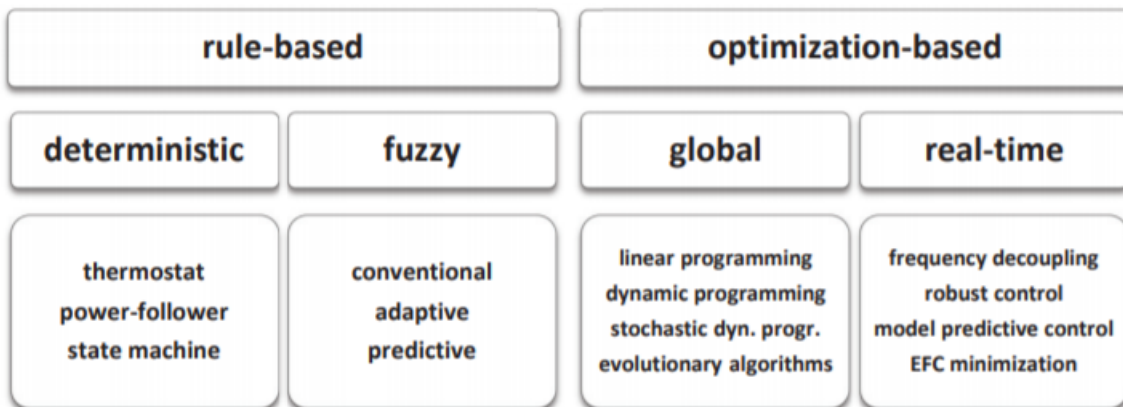 rule-based
optimization-based
deterministic
fuzzy
global
real-time
thermostat
power-follower
state machine
conventional
adaptive
predictive
linear programming
dynamic programming
stochastic dyn. progr.
evolutionary algorithms
frequency decoupling
robust control
model predictive control
EFC minimization